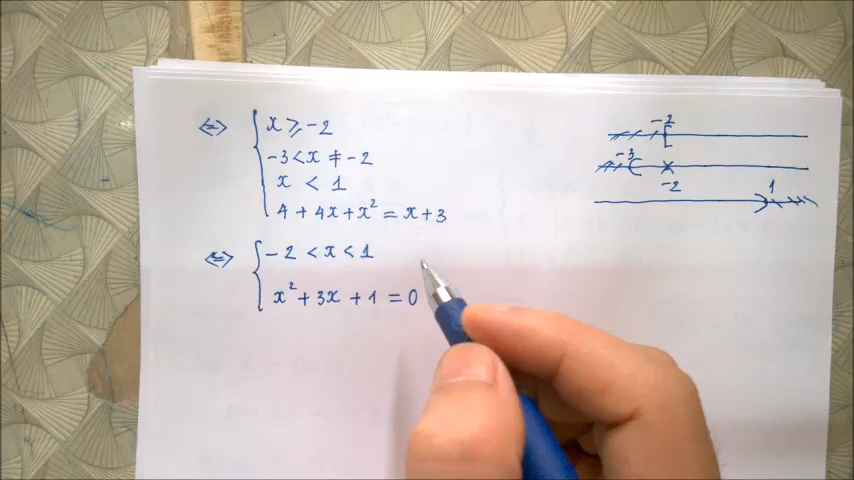 <=> x ⩾ -2
-3 < x ≠ -2
x < 1
4 + 4x + x² = x + 3
<=> -2 < x < 1
x² + 3x + 1 = 0
-2
-3
-2
1